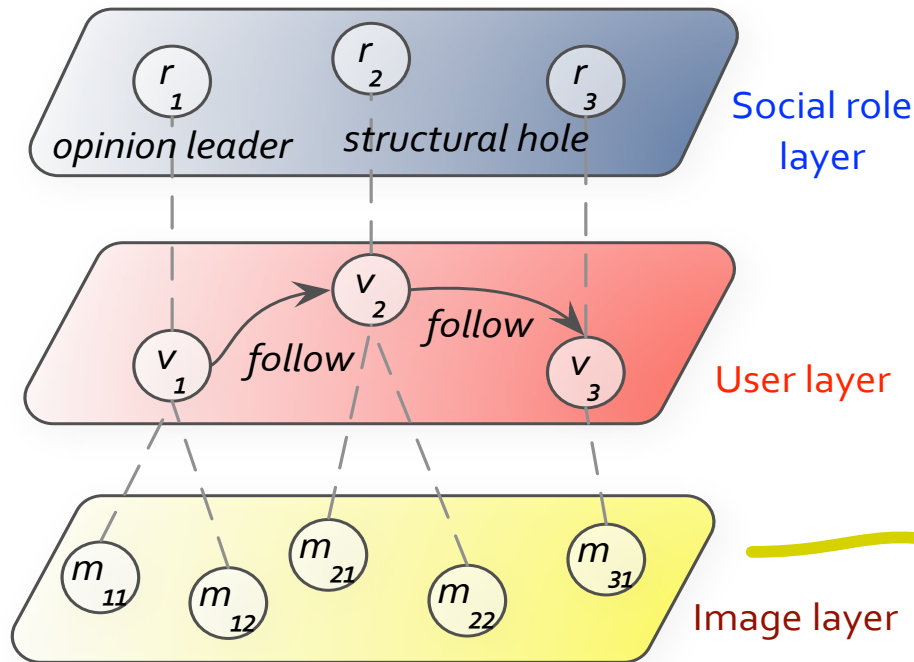 r1 r2 r3
opinion leader structural hole
Social role
layer
v2
follow
v1 follow v3
User layer
m11 m12 m21 m22 m31
Image layer